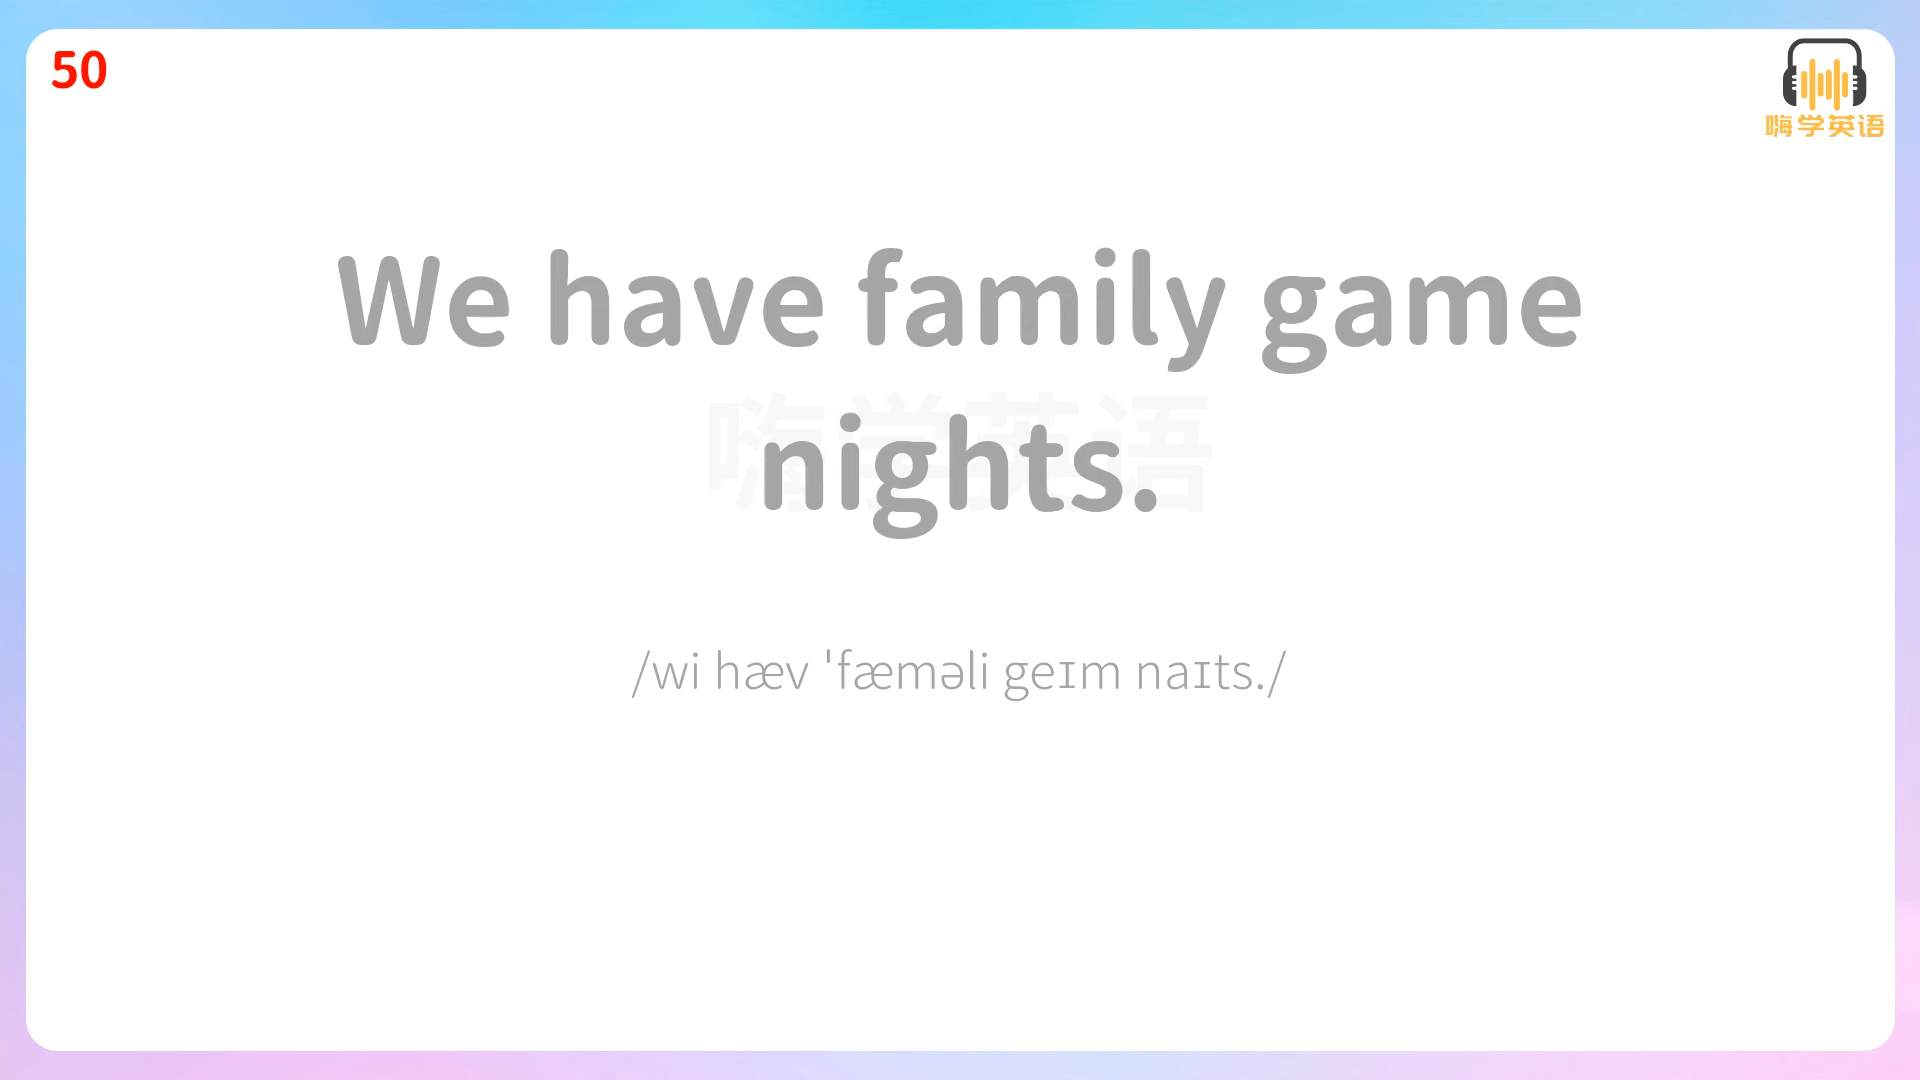 50
嗨学英语
We have family game
nights.
嗨学英语
/wi hæv ˈfæməli geɪm naɪts./